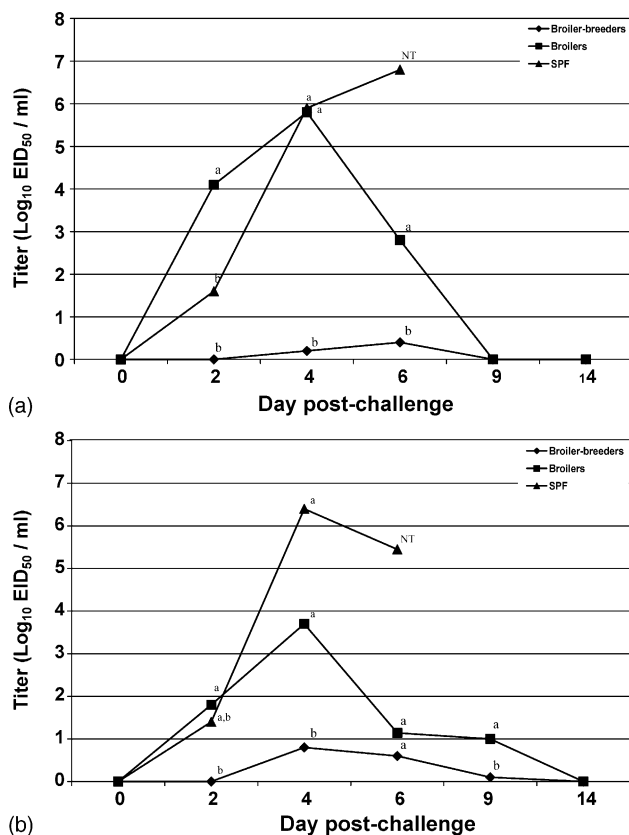 8
7
6
5
4
3
2
1
0
Titer (Log10 EID50 / ml)
Broiler-breeders
Broilers
SPF
NT
a
a
a
a
b
b
b
b
0 2 4 6 9 14
Day post-challenge
(a)
8
7
6
5
4
3
2
1
0
Titer (Log10 EID50 / ml)
Broiler-breeders
Broilers
SPF
a
NT
a
a
a,b
a
a
b
a
b
b
0 2 4 6 9 14
Day post-challenge
(b)